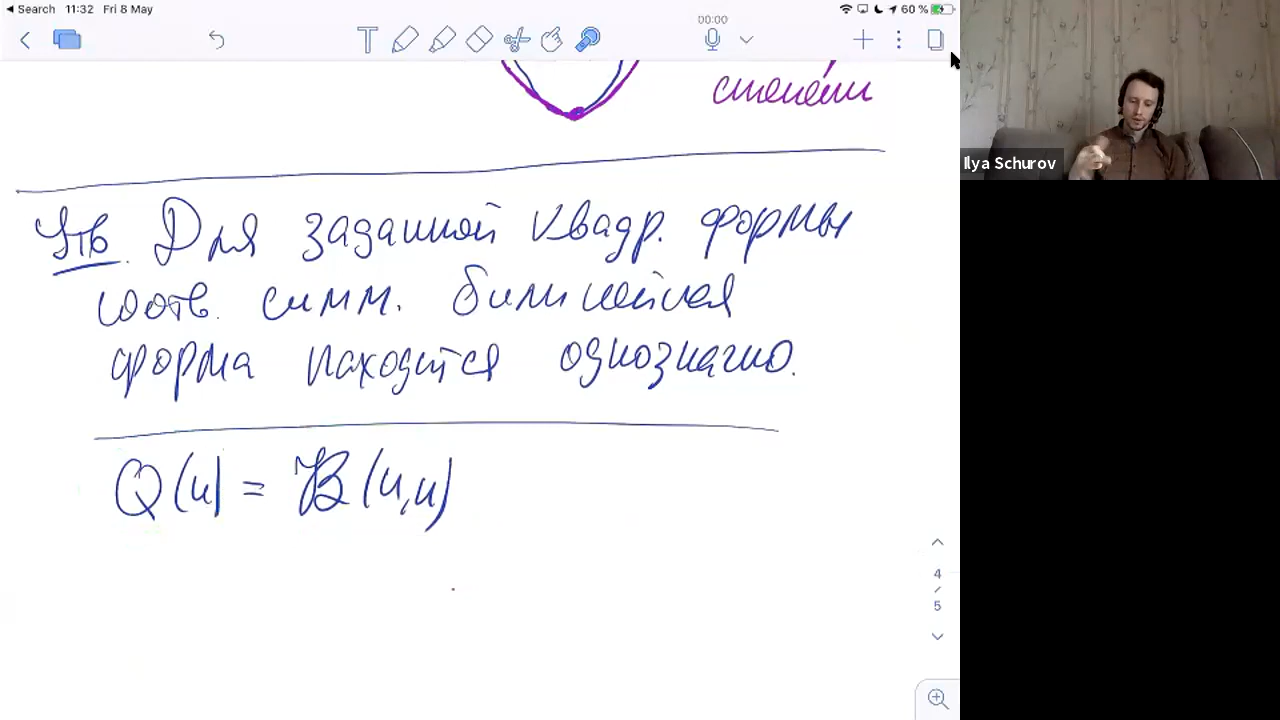 Search 11:32 Fri 8 May
60 %
00:00
степени
Ilya Schurov
Утв. Для заданной квадр. формы
соотв. симм. билинейная
форма находится однозначно.
Q(u) = B(u,u)
4
/
5